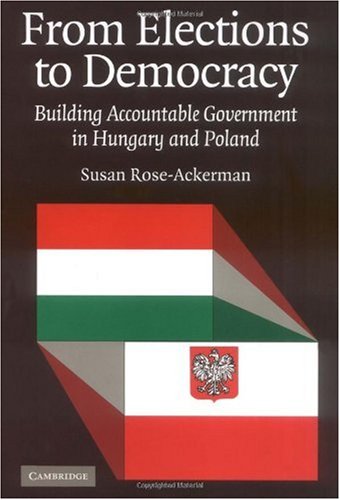 From Elections
to Democracy
Building Accountable Government
in Hungary and Poland
Susan Rose-Ackerman
CAMBRIDGE